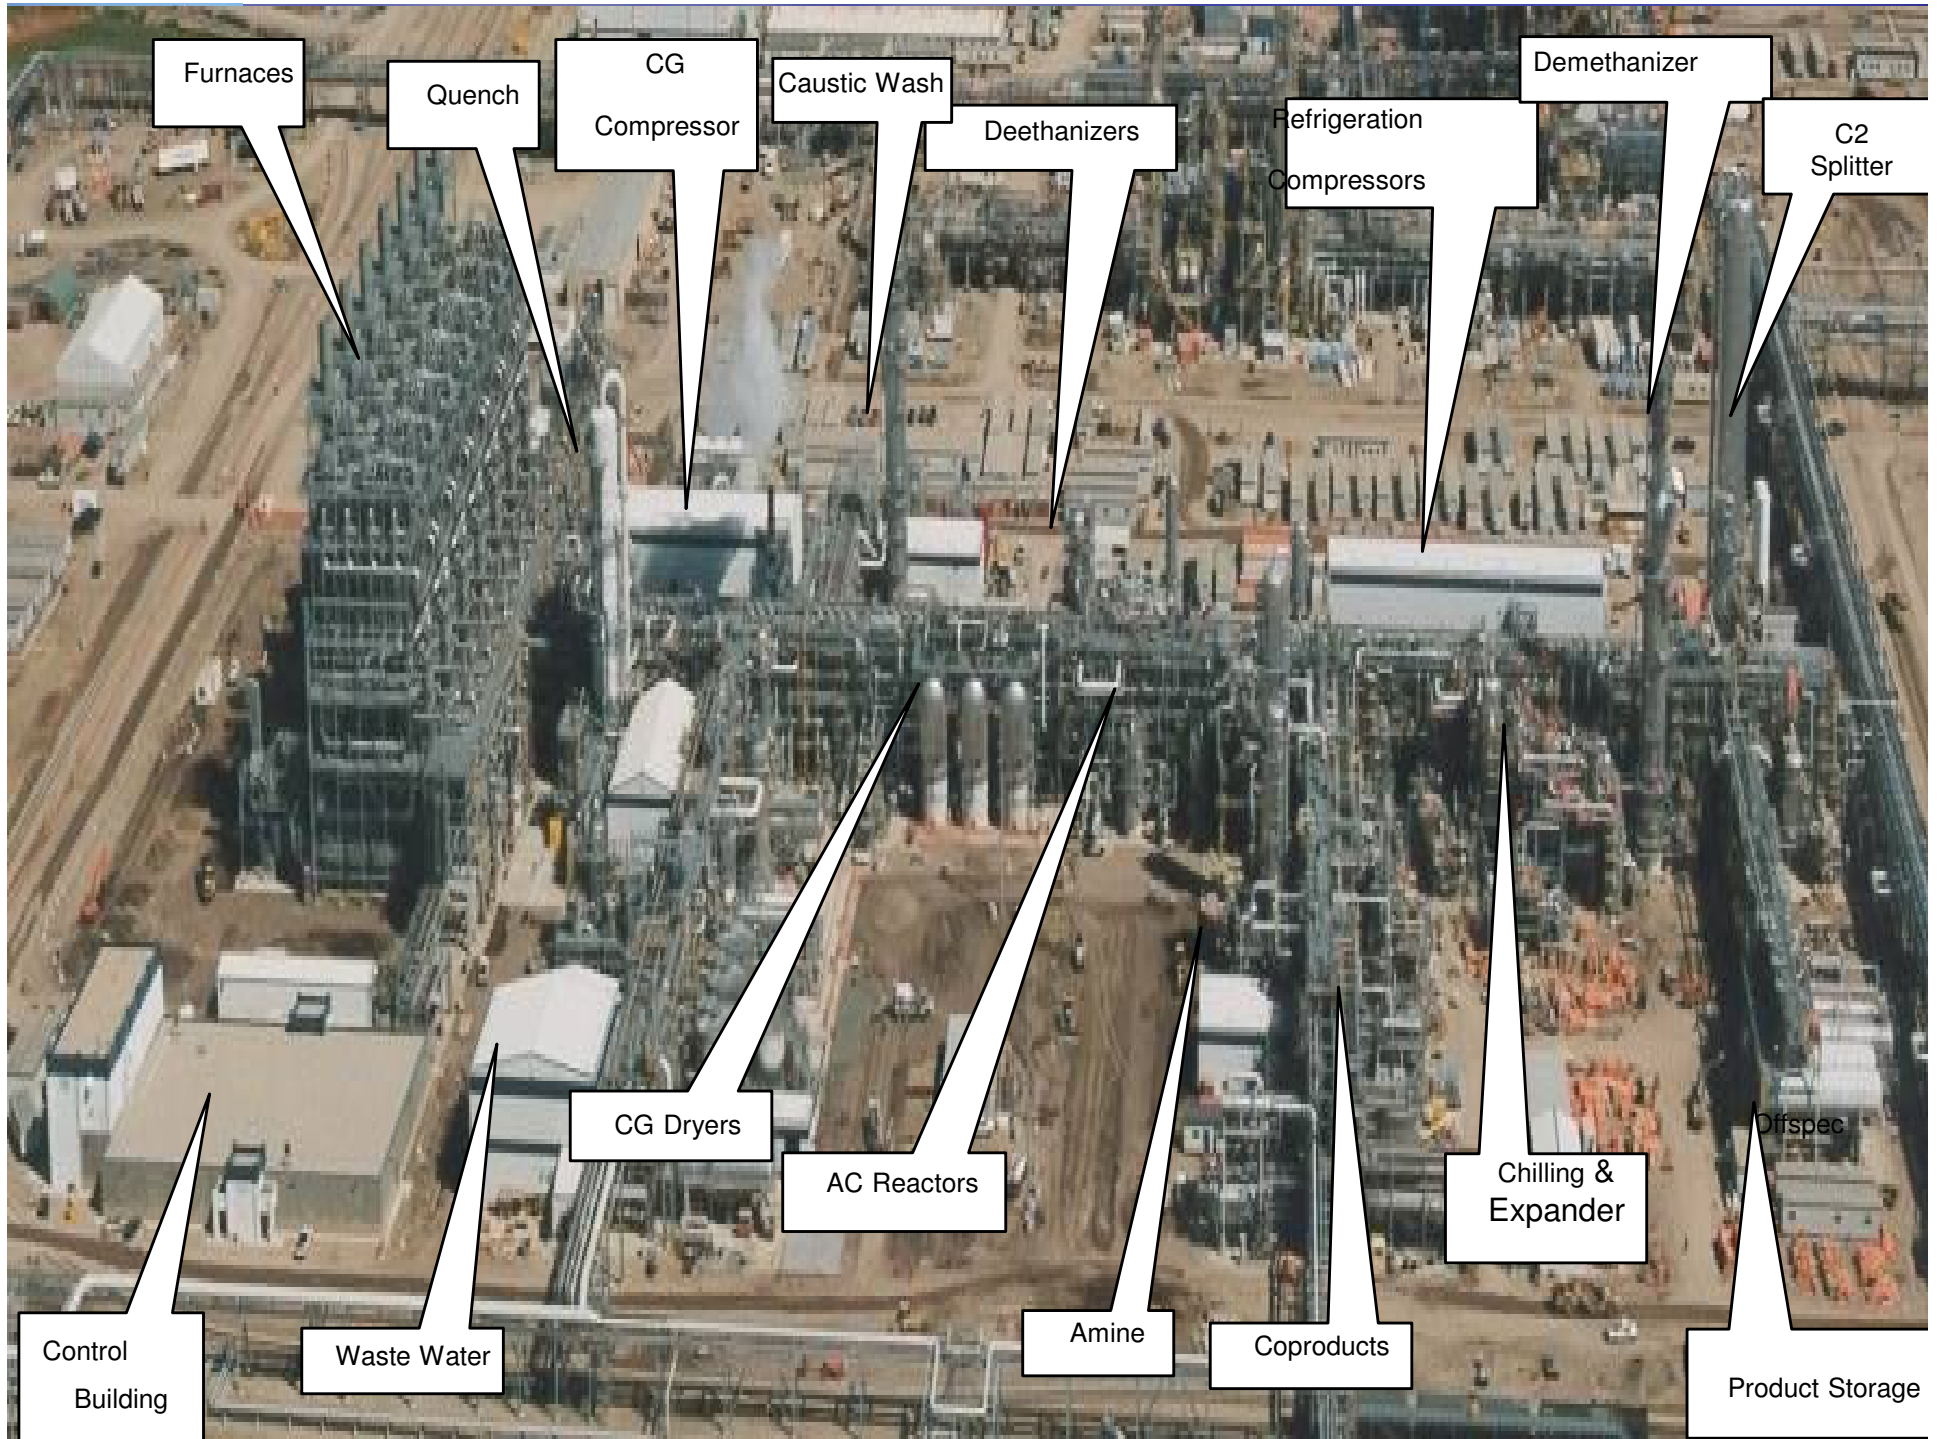 Furnaces
Quench
CG
Compressor
Caustic Wash
Deethanizers
Refrigeration
Compressors
Demethanizer
C2
Splitter
CG Dryers
AC Reactors
Offspec
Chilling &
Expander
Control
Building
Waste Water
Amine
Coproducts
Product Storage